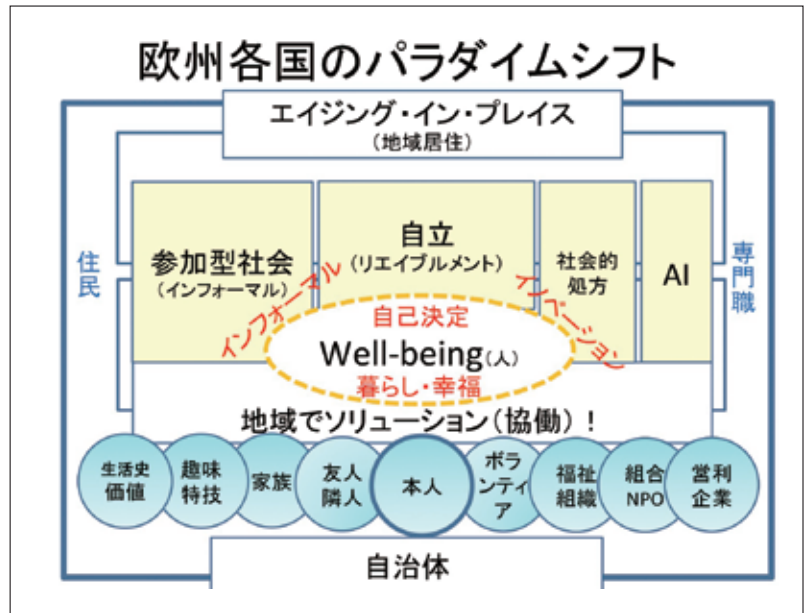 欧州各国のパラダイムシフト
エイジング・イン・プレイス
(地域居住)
住民
専門職
参加型社会
(インフォーマル)
自立
(リエイブルメント)
社会的
処方
AI
インフォーマル
イノベーション
自己決定
Well-being(人)
暮らし・幸福
地域でソリューション(協働)!
生活史
価値
趣味
特技
家族
友人
隣人
本人
ボラ
ンティ
ア
福祉
組織
組合
NPO
営利
企業
自治体